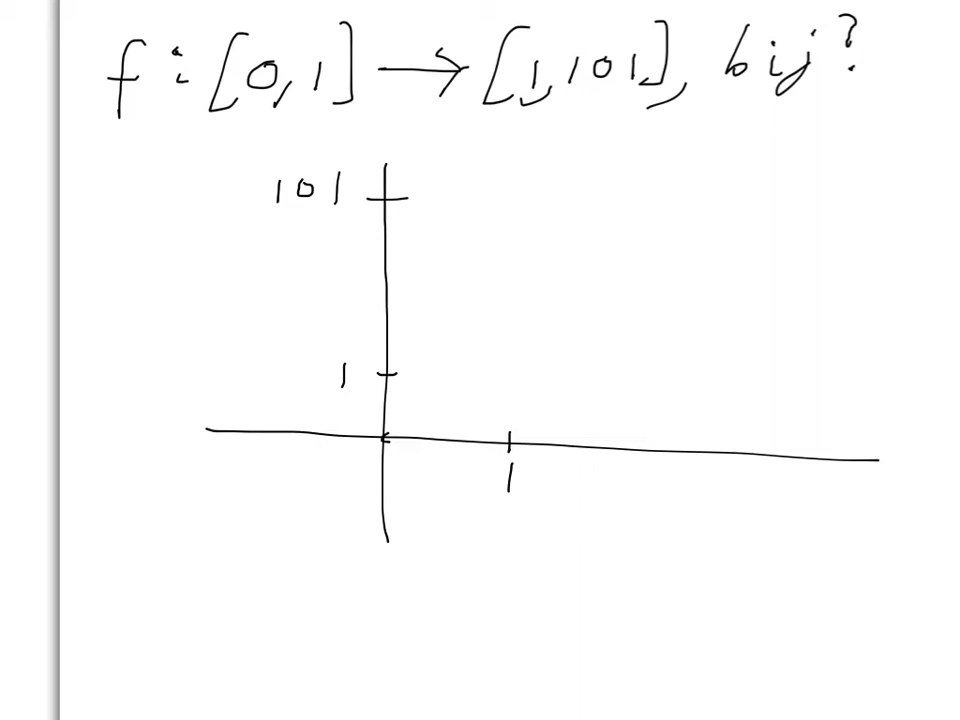 f : [0, 1] → [1, 101], bij?
101
1
1